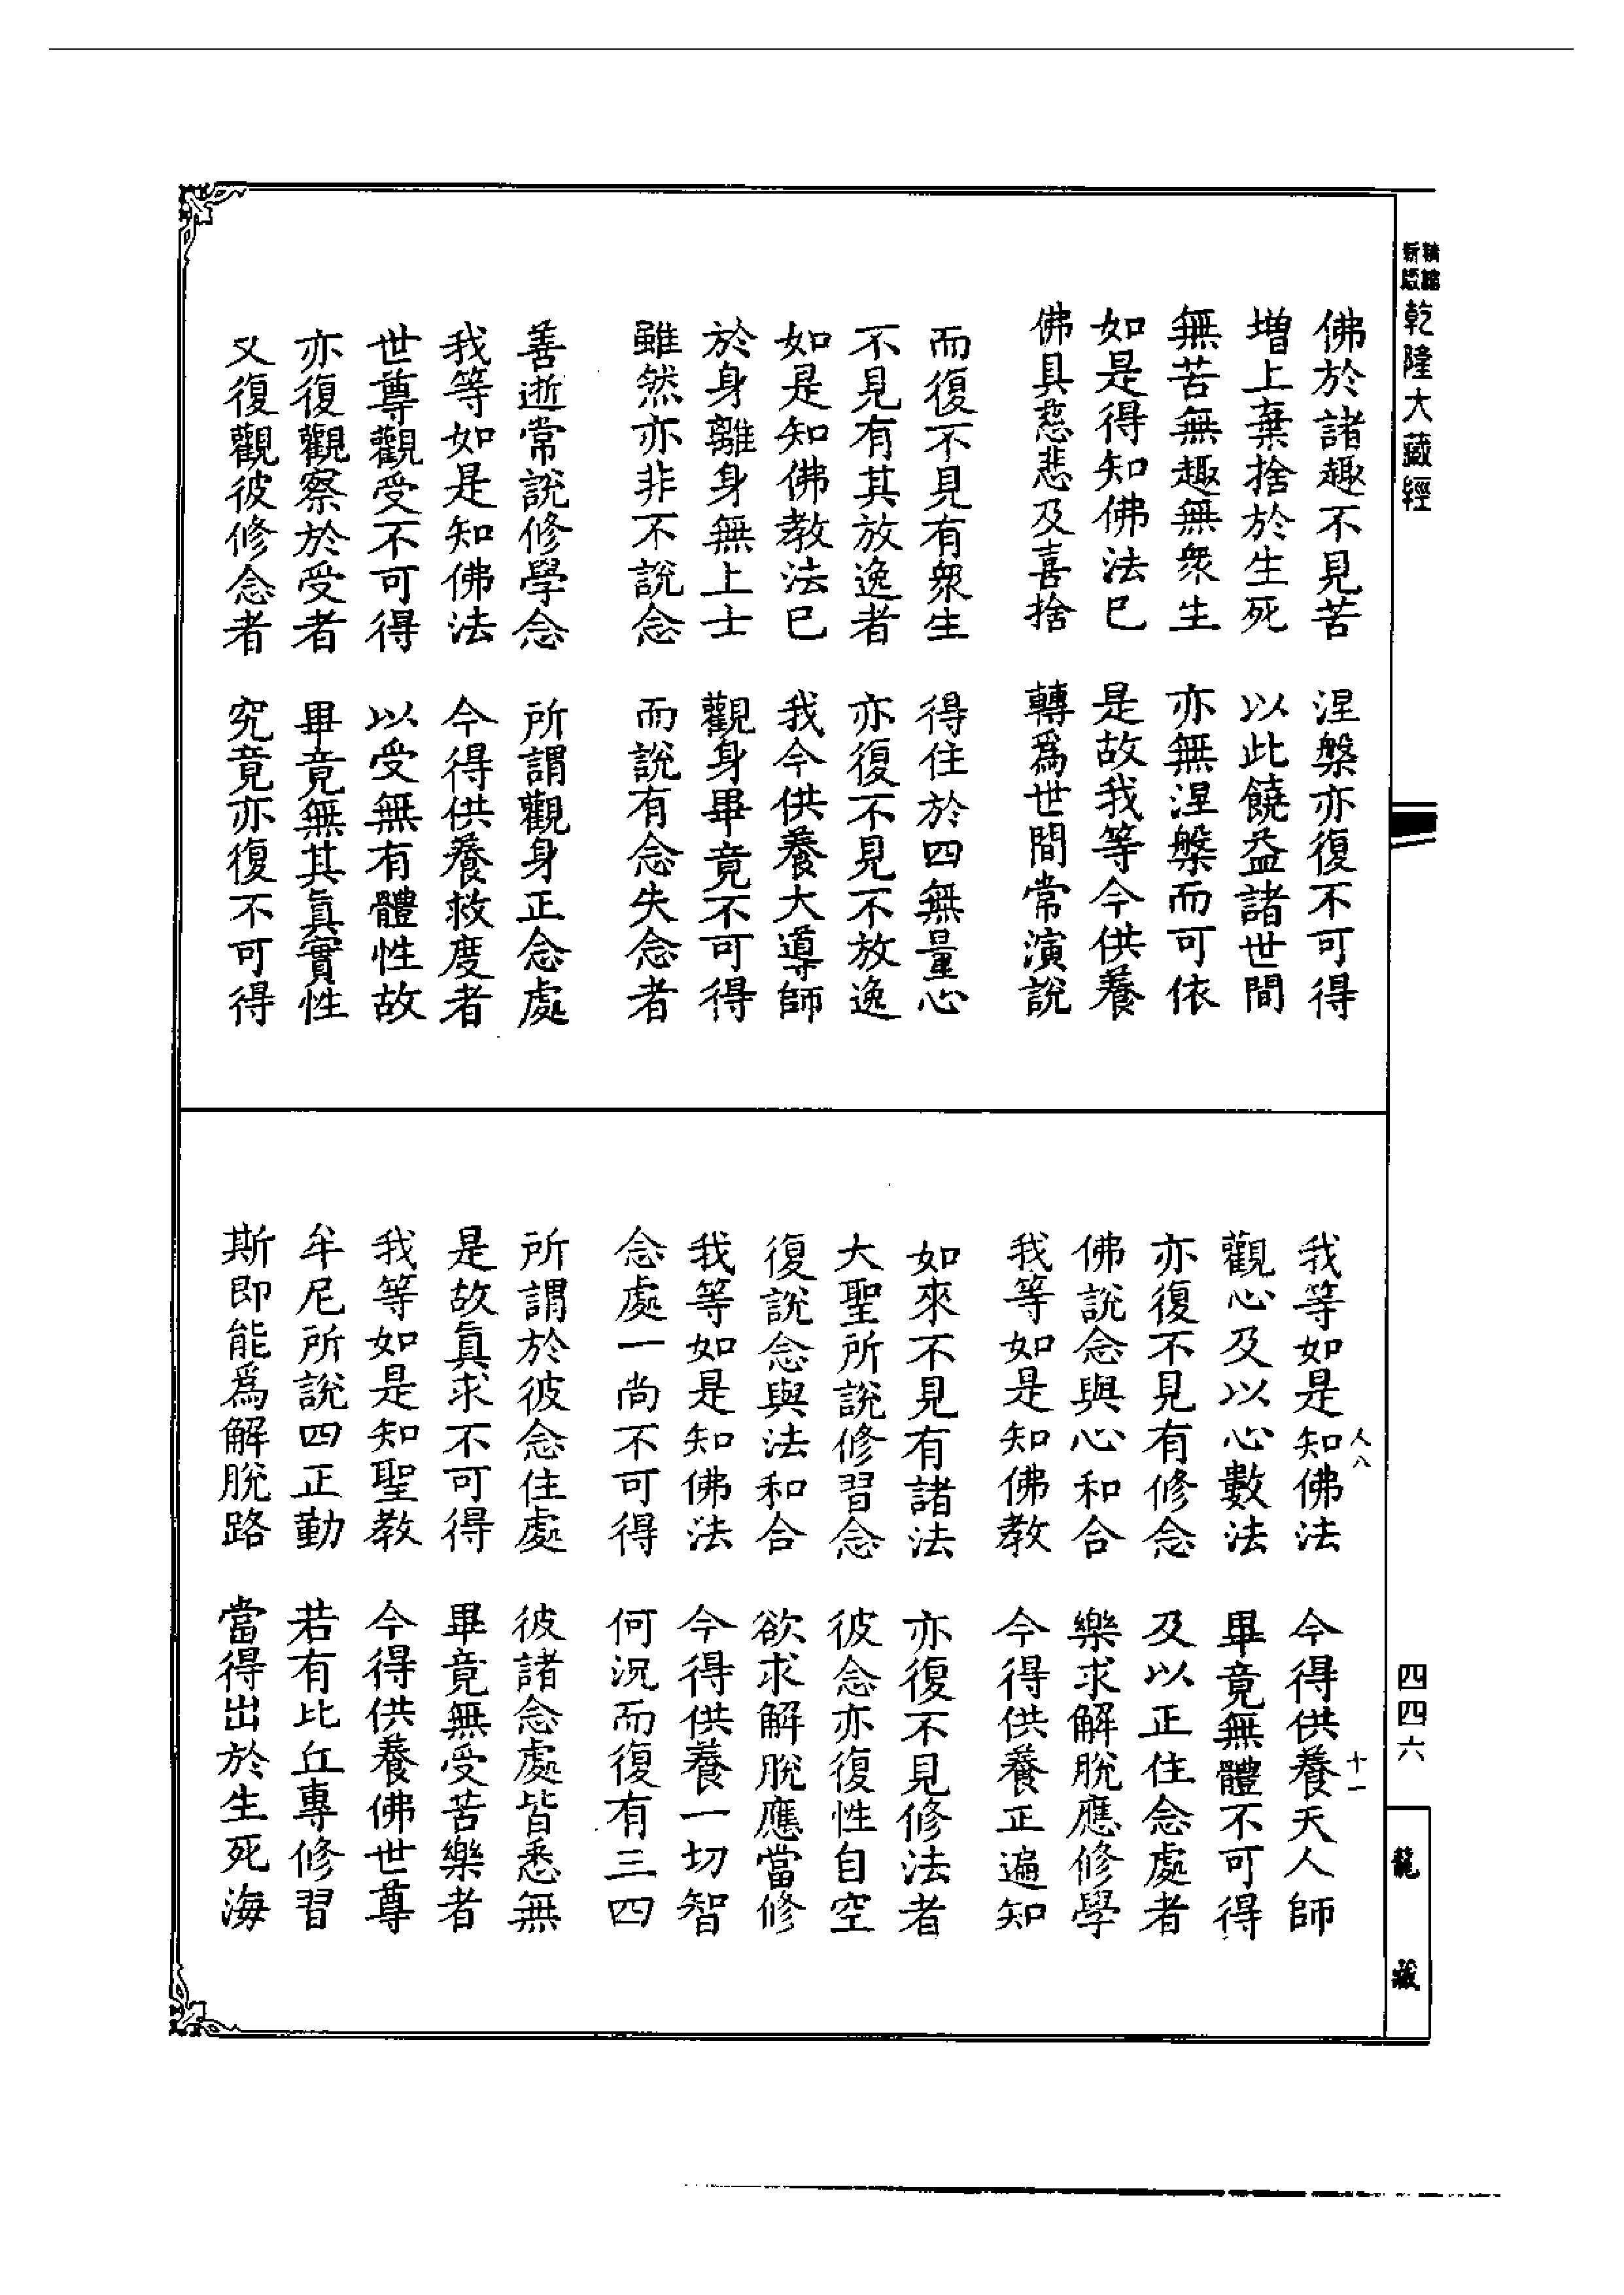 精縮
新版
乾隆大藏經
佛於諸趣不見苦　涅槃亦復不可得
增上棄捨於生死　以此饒益諸世間
無苦無趣無衆生　亦無涅槃而可依
如是得知佛法已　是故我等今供養
佛具慈悲及喜捨　轉爲世間常演說
而復不見有衆生　得住於四無量心
不見有其放逸者　亦復不見不放逸
如是知佛教法已　我今供養大導師
於身離身無上士　觀身畢竟不可得
雖然亦非不說念　而說有念失念者
善逝常說修學念　所謂觀身正念處
我等如是知佛法　今得供養救度者
世尊觀受不可得　以受無有體性故
亦復觀察於受者　畢竟無其眞實性
又復觀彼修念者　究竟亦復不可得
人八　十一
我等如是知佛法　今得供養天人師
觀心及以心數法　畢竟無體不可得
亦復不見有修念　及以正住念處者
佛說念與心和合　樂求解脫應修學
我等如是知佛教　今得供養正遍知
如來不見有諸法　亦復不見修法者
大聖所說修習念　彼念亦復性自空
復說念與法和合　欲求解脫應當修
我等如是知佛法　今得供養一切智
念處一尚不可得　何況而復有三四
所謂於彼念住處　彼諸念處皆悉無
是故眞求不可得　畢竟無受苦樂者
我等如是知聖教　今得供養佛世尊
牟尼所說四正勤　若有比丘專修習
斯即能爲解脫路　當得出於生死海
四四六
龍藏